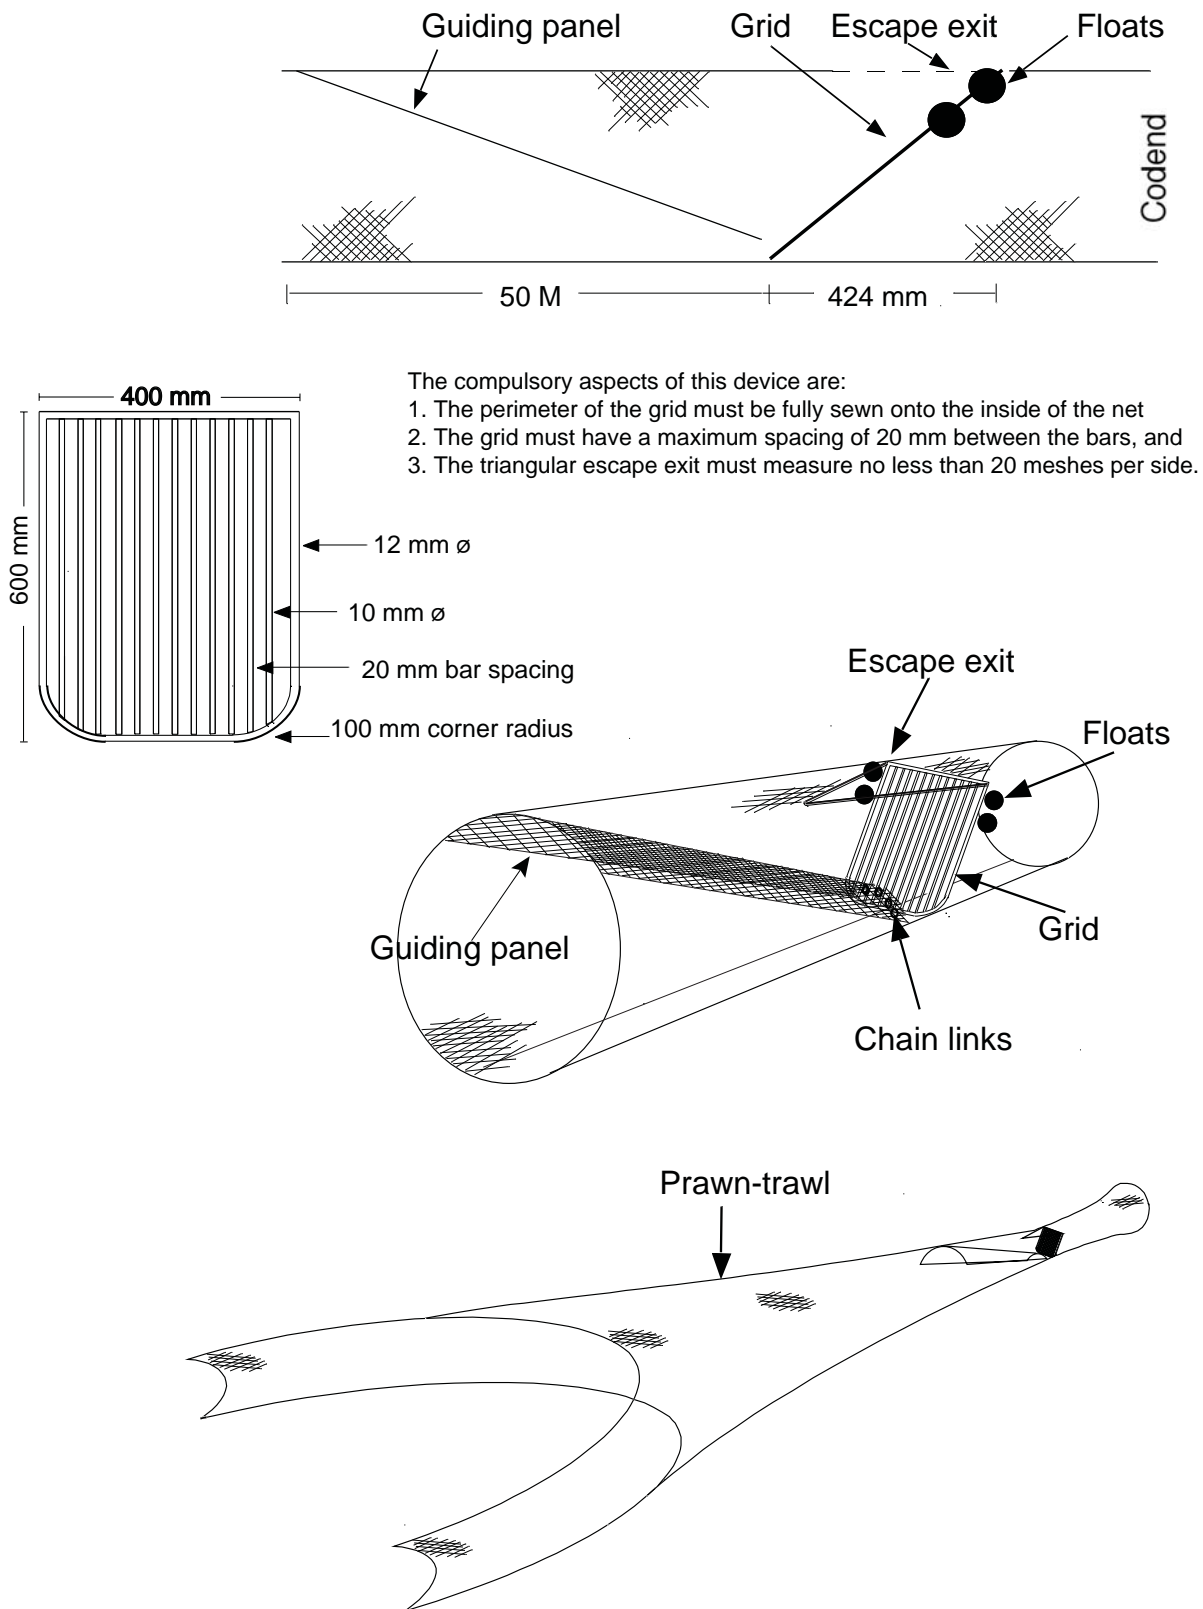 Guiding panel
Grid
Escape exit
Floats
Codend
50 M
424 mm
400 mm
600 mm
The compulsory aspects of this device are:
1. The perimeter of the grid must be fully sewn onto the inside of the net
2. The grid must have a maximum spacing of 20 mm between the bars, and
3. The triangular escape exit must measure no less than 20 meshes per side.
12 mm ø
10 mm ø
20 mm bar spacing
100 mm corner radius
Escape exit
Floats
Guiding panel
Grid
Chain links
Prawn-trawl